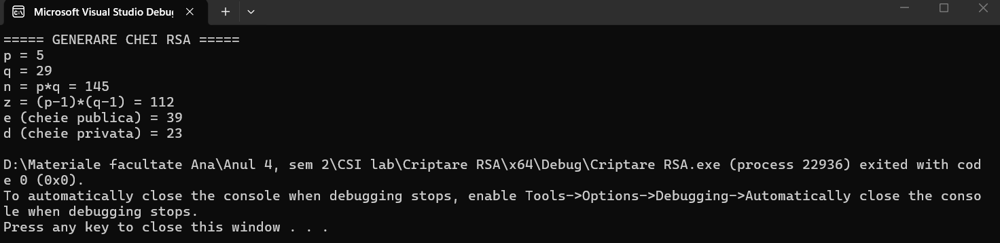 Microsoft Visual Studio Debu
===== GENERARE CHEI RSA =====
p = 5
q = 29
n = p*q = 145
z = (p-1)*(q-1) = 112
e (cheie publica) = 39
d (cheie privata) = 23
D:\Materiale facultate Ana\Anul 4, sem 2\CSI lab\Criptare RSA\x64\Debug\Criptare RSA.exe (process 22936) exited with cod
e 0 (0x0).
To automatically close the console when debugging stops, enable Tools->Options->Debugging->Automatically close the conso
le when debugging stops.
Press any key to close this window . . .